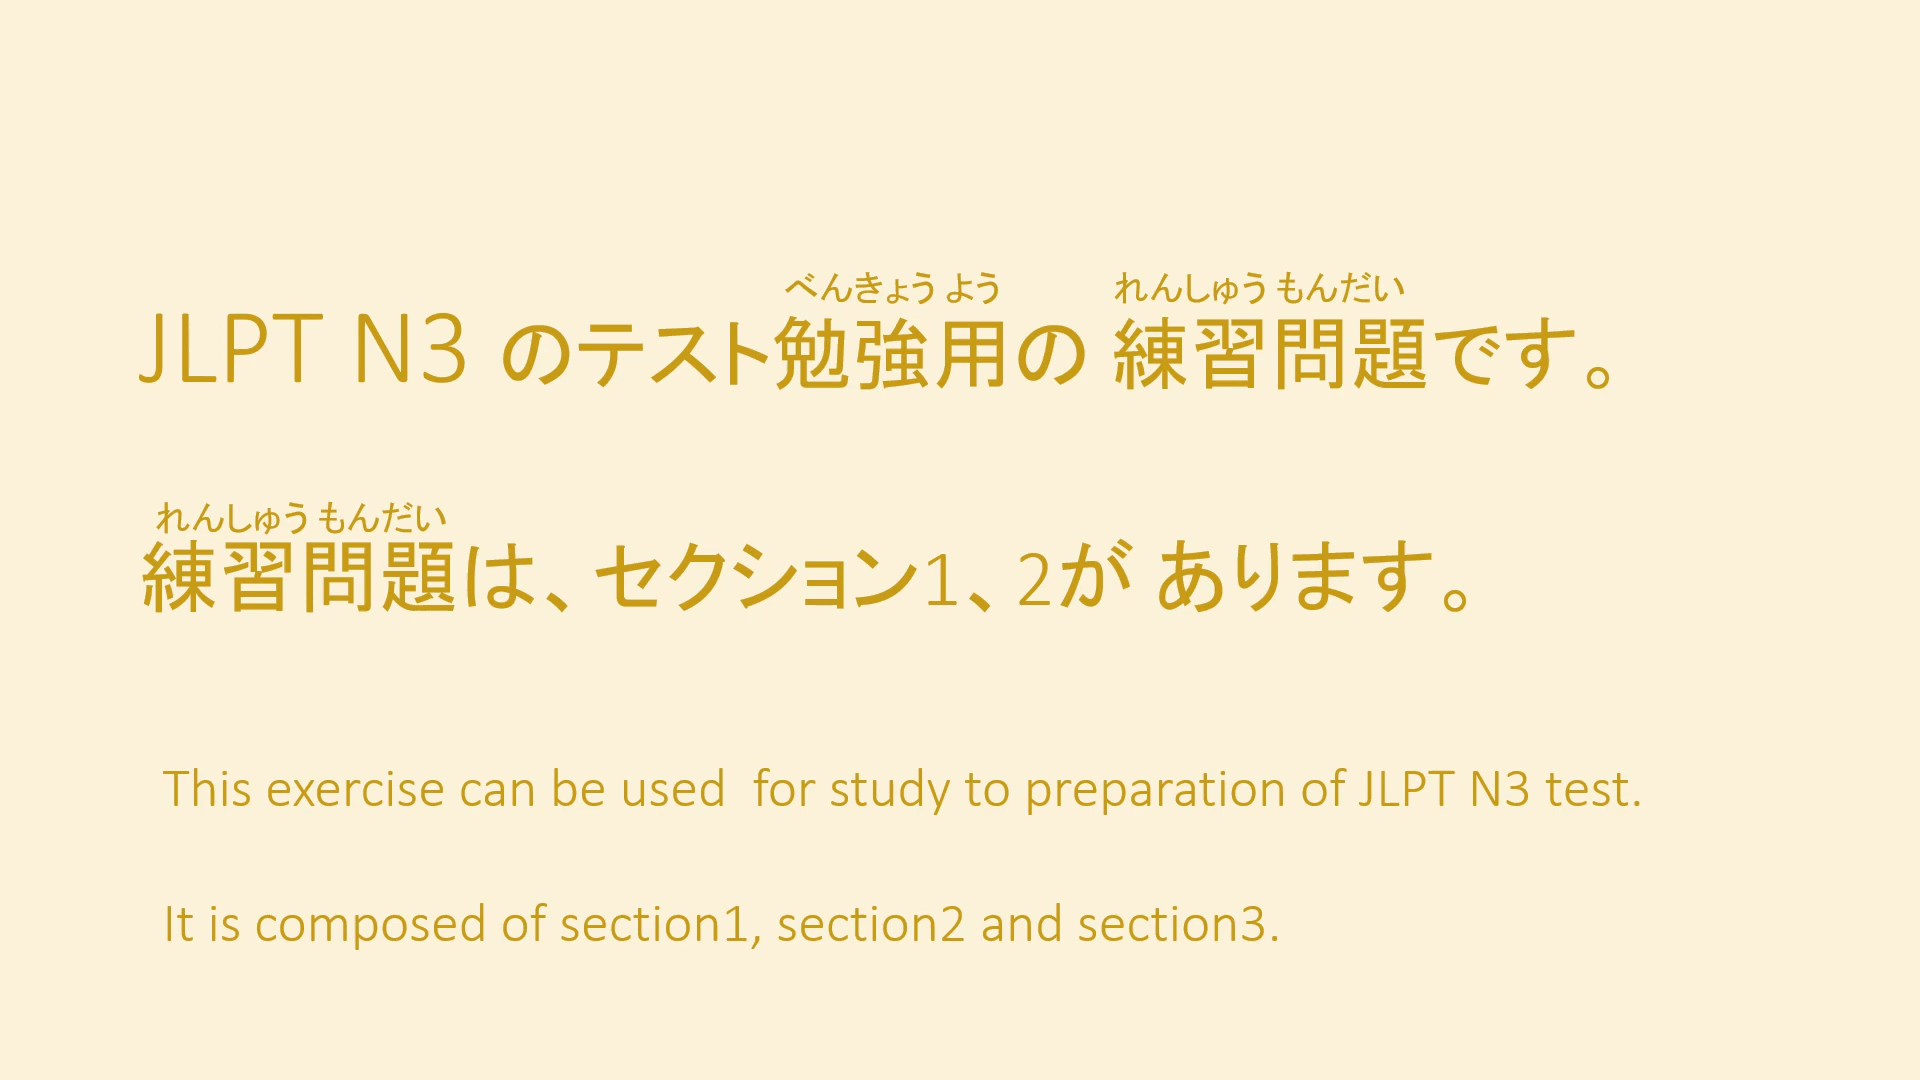 べんきょう よう れんしゅう もんだい
JLPT N3 のテスト勉強用の 練習問題です。
れんしゅう もんだい
練習問題は、セクション1、2が あります。
This exercise can be used  for study to preparation of JLPT N3 test.
It is composed of section1, section2 and section3.